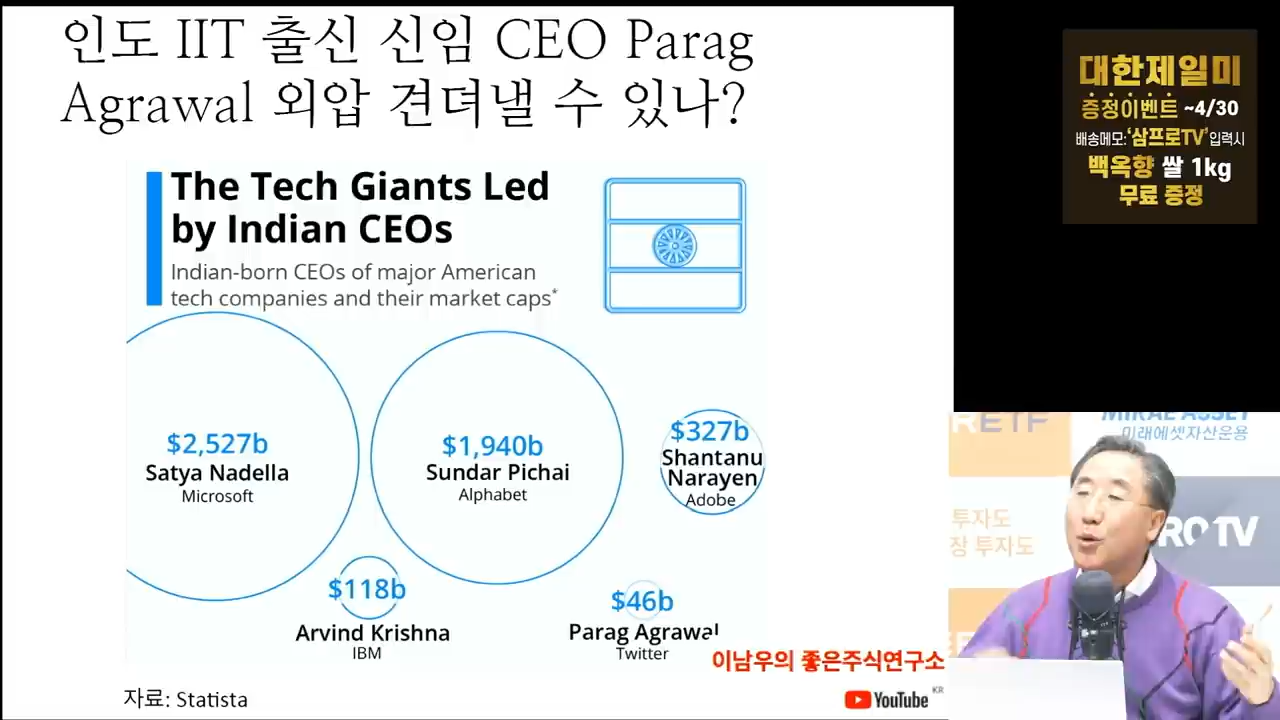 인도 IIT 출신 신임 CEO Parag
Agrawal 외압 견뎌낼 수 있나?
The Tech Giants Led
by Indian CEOs
Indian-born CEOs of major American
tech companies and their market caps*
$2,527b
Satya Nadella
Microsoft
$1,940b
Sundar Pichai
Alphabet
$327b
Shantanu
Narayen
Adobe
$118b
Arvind Krishna
IBM
$46b
Parag Agrawal
Twitter
이남우의 좋은주식연구소
자료: Statista
YouTube KR
대한제일미
증정이벤트 ~4/30
배송메모:'삼프로TV'입력시
백옥향 쌀 1kg
무료 증정
RETF
MIRAE ASSET
미래에셋자산운용
투자도
장 투자도
PRO TV